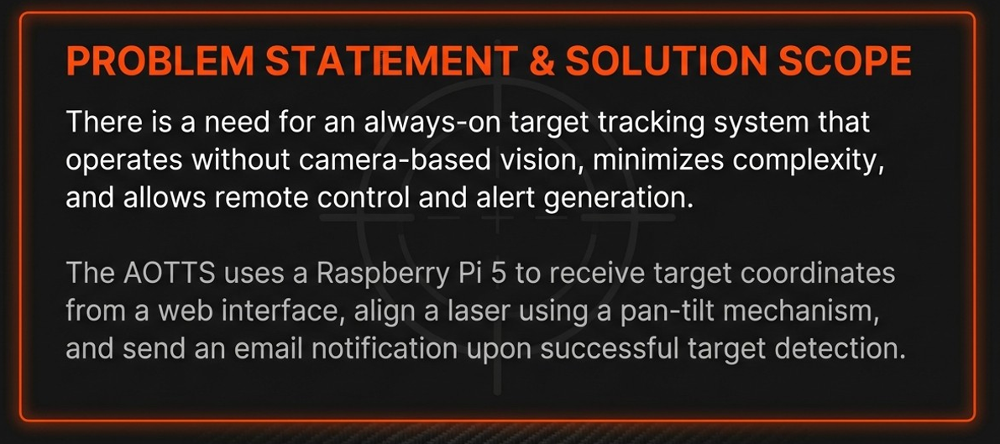 PROBLEM STATIEMENT & SOLUTION SCOPE
There is a need for an always-on target tracking system that
operates without camera-based vision, minimizes complexity,
and allows remote control and alert generation.
The AOTTS uses a Raspberry Pi 5 to receive target coordinates
from a web interface, align a laser using a pan-tilt mechanism,
and send an email notification upon successful target detection.